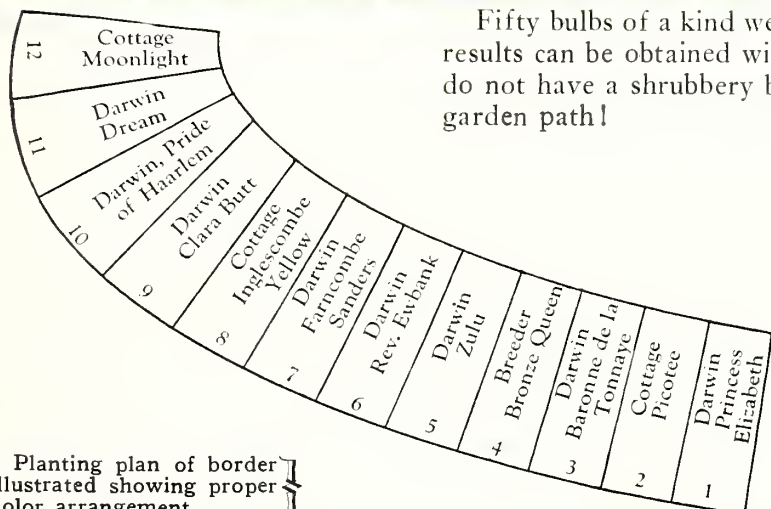 Fifty bulbs of a kind we
results can be obtained wi
do not have a shrubbery b
garden path!
12
Cottage
Moonlight
11
Darwin
Dream
10
Darwin, Pride
of Haarlem
9
Darwin
Clara Butt
8
Cottage
Inglescombe
Yellow
7
Darwin
Farncombe
Sanders
6
Darwin
Rev. Ewbank
5
Darwin
Zulu
4
Breeder
Bronze Queen
3
Darwin
Baronne de la
Tonnaye
2
Cottage
Picotee
1
Darwin
Princess
Elizabeth
Planting plan of border
llustrated showing proper
olor arrangement